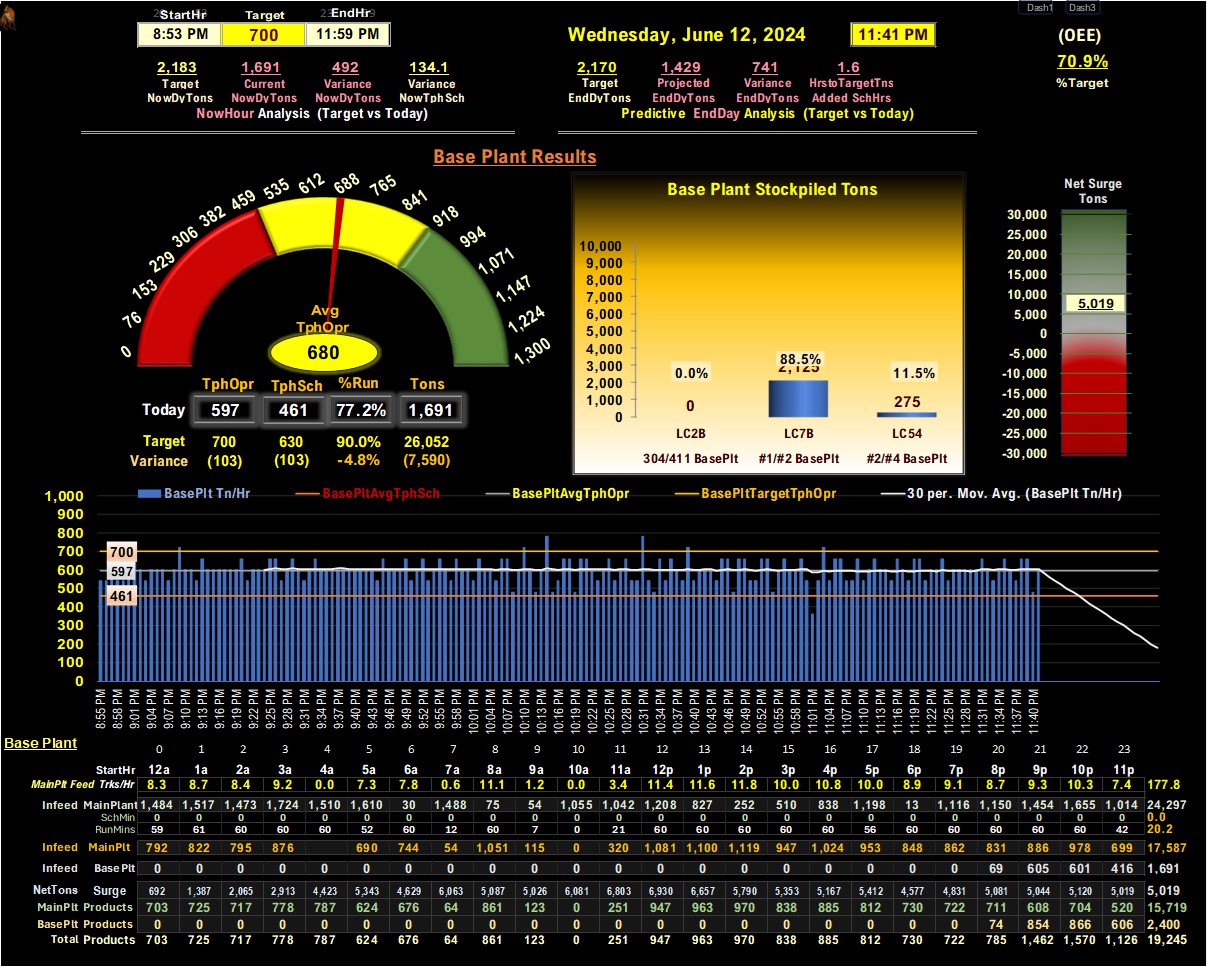 Dash1 Dash3
StartHr Target EndHr
8:53 PM 700 11:59 PM
Wednesday, June 12, 2024 11:41 PM
(OEE)
70.9%
%Target
2,183 1,691 492 134.1
Target Current Variance Variance
NowDyTons NowDyTons NowDyTons NowTphSch
NowHour Analysis (Target vs Today)
2,170 1,429 741 1.6
Target Projected Variance HrstoTargetTns
EndDyTons EndDyTons EndDyTons Added SchHrs
Predictive EndDay Analysis (Target vs Today)
Base Plant Results
0 76 153 229 306 382 459 535 612 688 765 841 918 994 1,071 1,147 1,224 1,300
Avg
TphOpr
680
TphOpr TphSch %Run Tons
Today 597 461 77.2% 1,691
Target 700 630 90.0% 26,052
Variance (103) (103) -4.8% (7,590)
Base Plant Stockpiled Tons
10,000
9,000
8,000
7,000
6,000
5,000
4,000
3,000
2,000
1,000
0
0.0% 88.5% 11.5%
0 2,125 275
LC2B LC7B LC54
304/411 BasePlt #1/#2 BasePlt #2/#4 BasePlt
Net Surge
Tons
30,000
25,000
20,000
15,000
10,000
5,000
0
-5,000
-10,000
-15,000
-20,000
-25,000
-30,000
5,019
BasePlt Tn/Hr BasePltAvgTphSch BasePltAvgTphOpr BasePltTargetTphOpr 30 per. Mov. Avg. (BasePlt Tn/Hr)
1,000
900
800
700
600
500
400
300
200
100
0
700
597
461
8:55 PM 8:58 PM 9:01 PM 9:04 PM 9:07 PM 9:10 PM 9:13 PM 9:16 PM 9:19 PM 9:22 PM 9:25 PM 9:28 PM 9:31 PM 9:34 PM 9:37 PM 9:40 PM 9:43 PM 9:46 PM 9:49 PM 9:52 PM 9:55 PM 9:58 PM 10:01 PM 10:04 PM 10:07 PM 10:10 PM 10:13 PM 10:16 PM 10:19 PM 10:22 PM 10:25 PM 10:28 PM 10:31 PM 10:34 PM 10:37 PM 10:40 PM 10:43 PM 10:46 PM 10:49 PM 10:52 PM 10:55 PM 10:58 PM 11:01 PM 11:04 PM 11:07 PM 11:10 PM 11:13 PM 11:16 PM 11:19 PM 11:22 PM 11:25 PM 11:28 PM 11:31 PM 11:34 PM 11:37 PM 11:40 PM
Base Plant 0 1 2 3 4 5 6 7 8 9 10 11 12 13 14 15 16 17 18 19 20 21 22 23
StartHr 12a 1a 2a 3a 4a 5a 6a 7a 8a 9a 10a 11a 12p 1p 2p 3p 4p 5p 6p 7p 8p 9p 10p 11p
MainPlt Feed Trks/Hr 8.3 8.7 8.4 9.2 0.0 7.3 7.8 0.6 11.1 1.2 0.0 3.4 11.4 11.6 11.8 10.0 10.8 10.0 8.9 9.1 8.7 9.3 10.3 7.4 177.8
Infeed MainPlant 1,484 1,517 1,473 1,724 1,510 1,610 30 1,488 75 54 1,055 1,042 1,208 827 252 510 838 1,198 13 1,116 1,150 1,454 1,655 1,014 24,297
SchMin 0 0 0 0 0 0 0 0 0 0 0 0 0 0 0 0 0 0 0 0 0 0 0 0 0.0
RunMins 59 61 60 60 60 52 60 12 60 7 0 21 60 60 60 60 60 56 60 60 60 60 60 42 20.2
Infeed MainPlt 792 822 795 876 690 744 54 1,051 115 0 320 1,081 1,100 1,119 947 1,024 953 848 862 831 886 978 699 17,587
Infeed BasePlt 0 0 0 0 0 0 0 0 0 0 0 0 0 0 0 0 0 0 0 0 69 605 601 416 1,691
NetTons Surge 692 1,387 2,065 2,913 4,423 5,343 4,629 6,063 5,087 5,026 6,081 6,803 6,930 6,657 5,790 5,353 5,167 5,412 4,577 4,831 5,081 5,044 5,120 5,019 5,019
MainPlt Products 703 725 717 778 787 624 676 64 861 123 0 251 947 963 970 838 885 812 730 722 711 608 704 520 15,719
BasePlt Products 0 0 0 0 0 0 0 0 0 0 0 0 0 0 0 0 0 0 0 0 74 854 866 606 2,400
Total Products 703 725 717 778 787 624 676 64 861 123 0 251 947 963 970 838 885 812 730 722 785 1,462 1,570 1,126 19,245